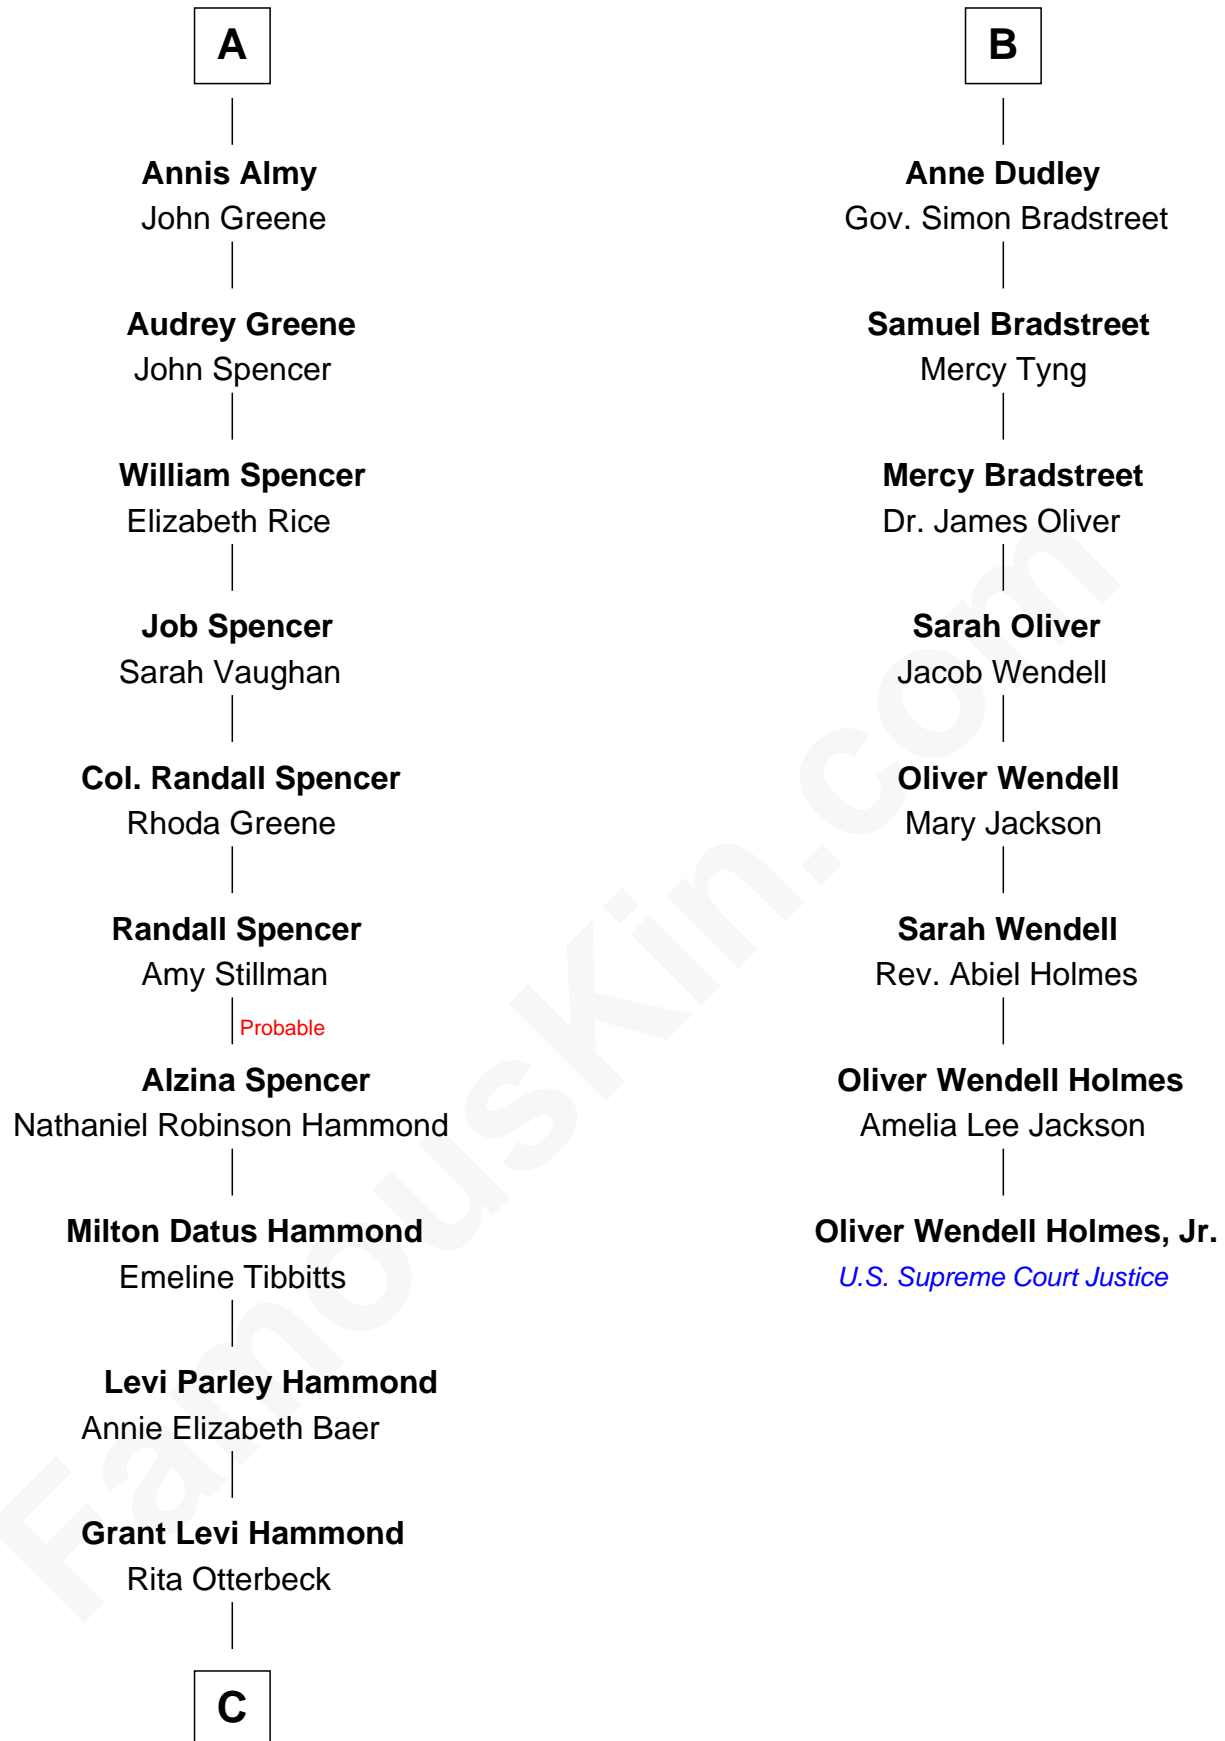 A
Annis Almy
John Greene
Audrey Greene
John Spencer
William Spencer
Elizabeth Rice
Job Spencer
Sarah Vaughan
Col. Randall Spencer
Rhoda Greene
Randall Spencer
Amy Stillman
Probable
Alzina Spencer
Nathaniel Robinson Hammond
Milton Datus Hammond
Emeline Tibbitts
Levi Parley Hammond
Annie Elizabeth Baer
Grant Levi Hammond
Rita Otterbeck
C
B
Anne Dudley
Gov. Simon Bradstreet
Samuel Bradstreet
Mercy Tyng
Mercy Bradstreet
Dr. James Oliver
Sarah Oliver
Jacob Wendell
Oliver Wendell
Mary Jackson
Sarah Wendell
Rev. Abiel Holmes
Oliver Wendell Holmes
Amelia Lee Jackson
Oliver Wendell Holmes, Jr.
U.S. Supreme Court Justice
FamousKin.com